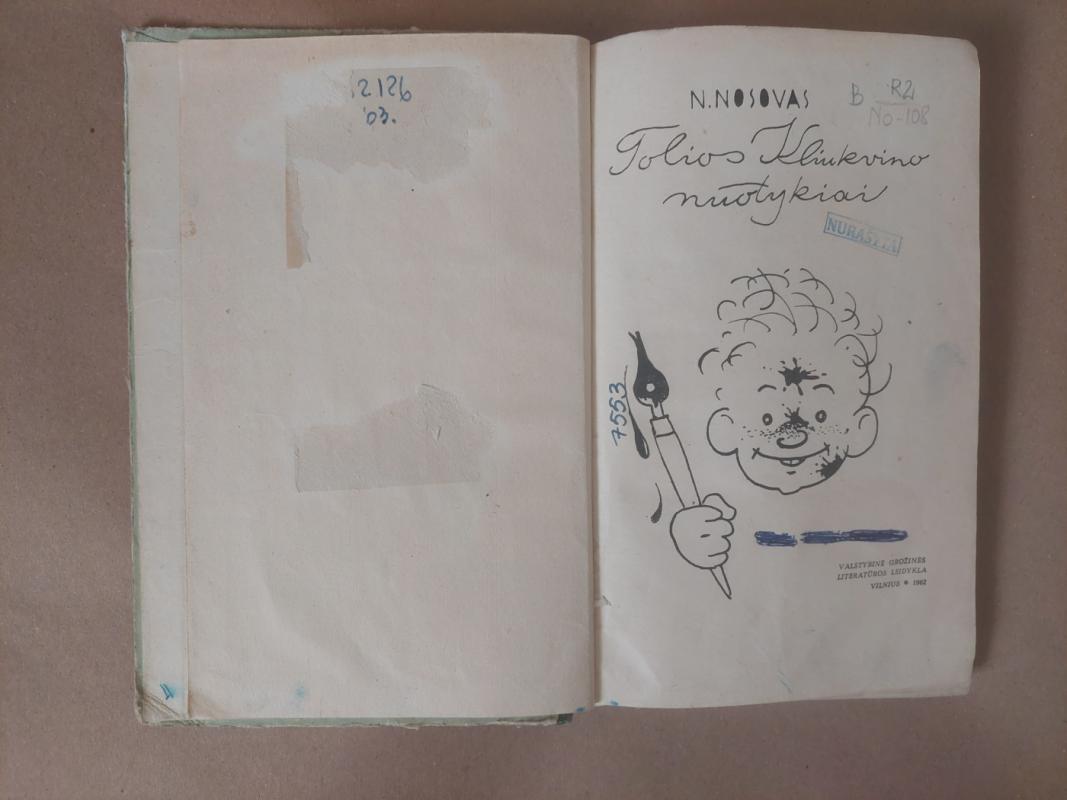 2126
'03.
N. NOSOVAS
B R2
No-108
Tolios Kliukvino
nuotykiai
NURAŠYTA
7553
VALSTYBINĖ GROŽINĖS
LITERATŪROS LEIDYKLA
VILNIUS * 1962